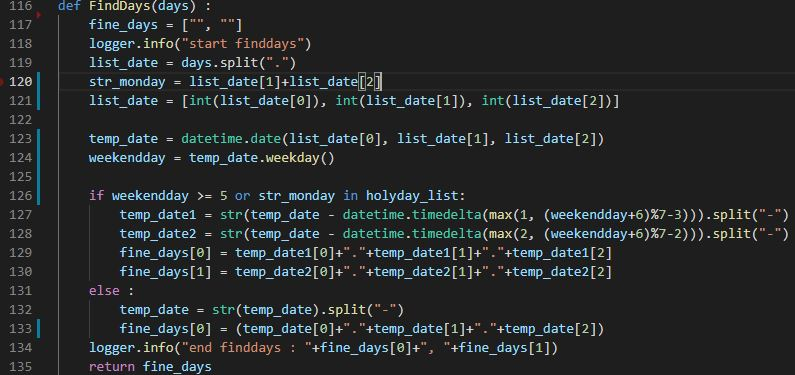 116 def FindDays(days) :
117     fine_days = ["", ""]
118     logger.info("start finddays")
119     list_date = days.split(".")
120     str_monday = list_date[1]+list_date[2]
121     list_date = [int(list_date[0]), int(list_date[1]), int(list_date[2])]
122
123     temp_date = datetime.date(list_date[0], list_date[1], list_date[2])
124     weekendday = temp_date.weekday()
125
126     if weekendday >= 5 or str_monday in holyday_list:
127         temp_date1 = str(temp_date - datetime.timedelta(max(1, (weekendday+6)%7-3))).split("-")
128         temp_date2 = str(temp_date - datetime.timedelta(max(2, (weekendday+6)%7-2))).split("-")
129         fine_days[0] = temp_date1[0]+"."+temp_date1[1]+"."+temp_date1[2]
130         fine_days[1] = temp_date2[0]+"."+temp_date2[1]+"."+temp_date2[2]
131     else :
132         temp_date = str(temp_date).split("-")
133         fine_days[0] = (temp_date[0]+"."+temp_date[1]+"."+temp_date[2])
134     logger.info("end finddays : "+fine_days[0]+", "+fine_days[1])
135     return fine_days